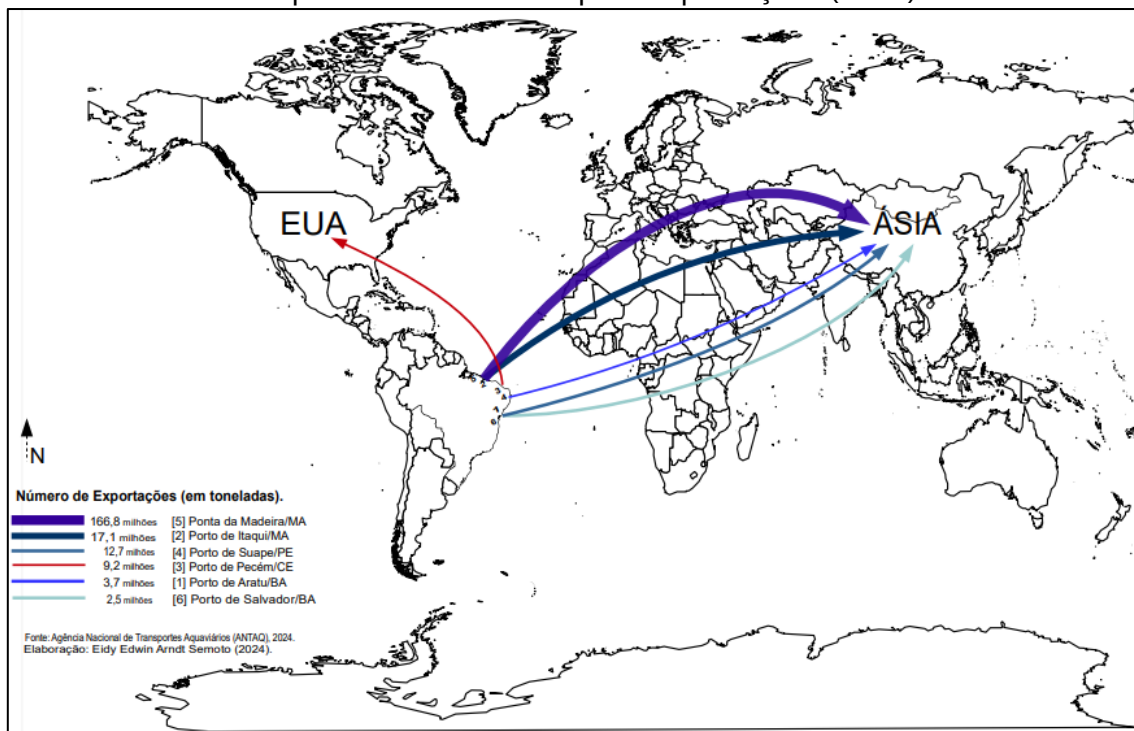 EUA
ÁSIA
N
Número de Exportações (em toneladas).
166,8 milhões [5] Ponta da Madeira/MA
17,1 milhões [2] Porto de Itaqui/MA
12,7 milhões [4] Porto de Suape/PE
9,2 milhões [3] Porto de Pecém/CE
3,7 milhões [1] Porto de Aratu/BA
2,5 milhões [6] Porto de Salvador/BA
Fonte: Agência Nacional de Transportes Aquaviários (ANTAQ), 2024.
Elaboração: Eidy Edwin Arndt Semoto (2024).